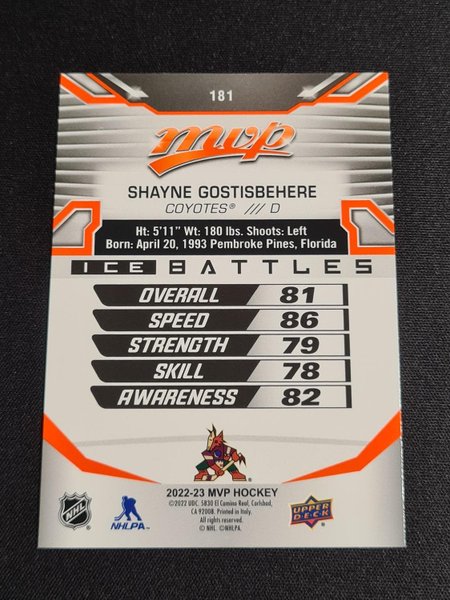 181
mvp
SHAYNE GOSTISBEHERE
COYOTES® /// D
Ht: 5'11" Wt: 180 lbs. Shoots: Left
Born: April 20, 1993 Pembroke Pines, Florida
ICE BATTLES
OVERALL 81
SPEED 86
STRENGTH 79
SKILL 78
AWARENESS 82
2022-23 MVP HOCKEY
©2022 UDC. 5830 El Camino Real, Carlsbad,
CA 92008. Printed in Italy.
All rights reserved.
© NHL. ©NHLPA.
NHL
NHLPA
UPPER
DECK